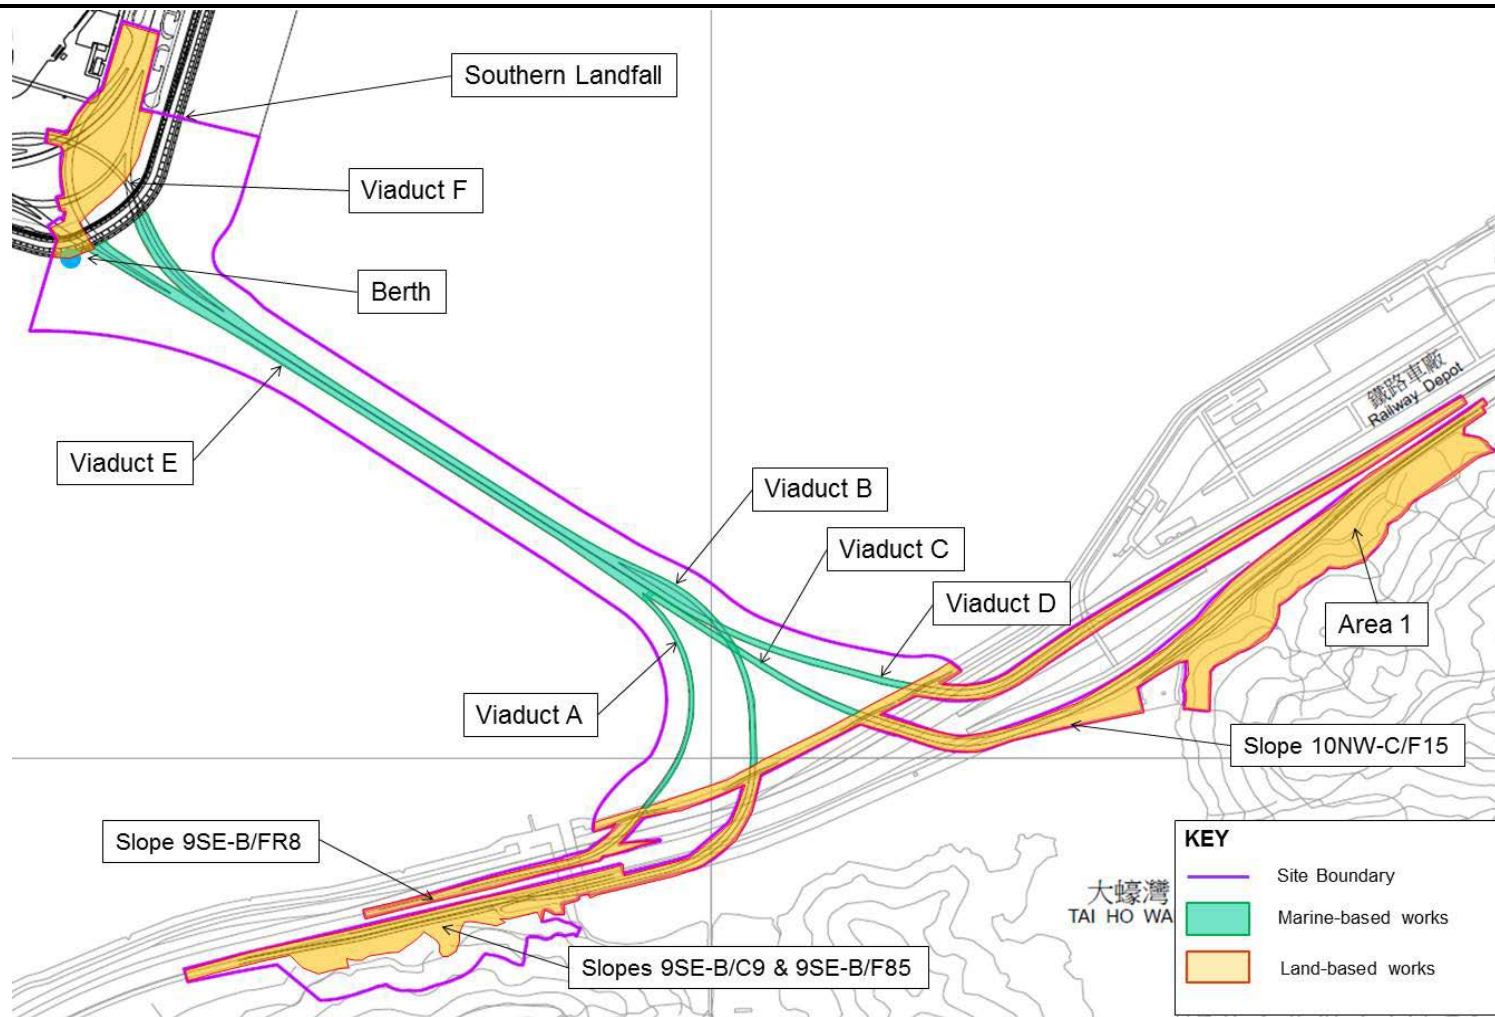 Southern Landfall
Viaduct F
Berth
鐵路車廠
Railway Depot
Viaduct E
Viaduct B
Viaduct C
Viaduct D
Area 1
Viaduct A
Slope 10NW-C/F15
Slope 9SE-B/FR8
Slopes 9SE-B/C9 & 9SE-B/F85
大蠔灣
TAI HO WA
KEY
Site Boundary
Marine-based works
Land-based works